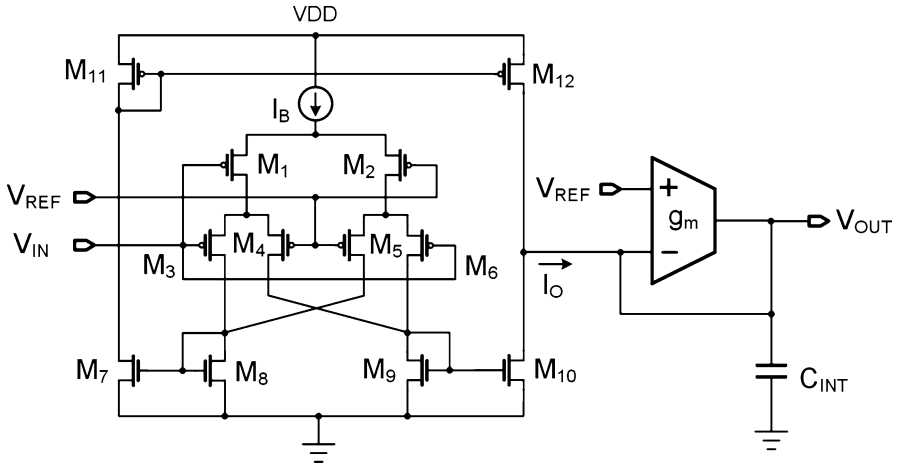 VDD
M11
M12
IB
M1
M2
VREF
VREF
+
gm
VOUT
VIN
M4
M5
−
M3
M6
IO
M7
M8
M9
M10
CINT